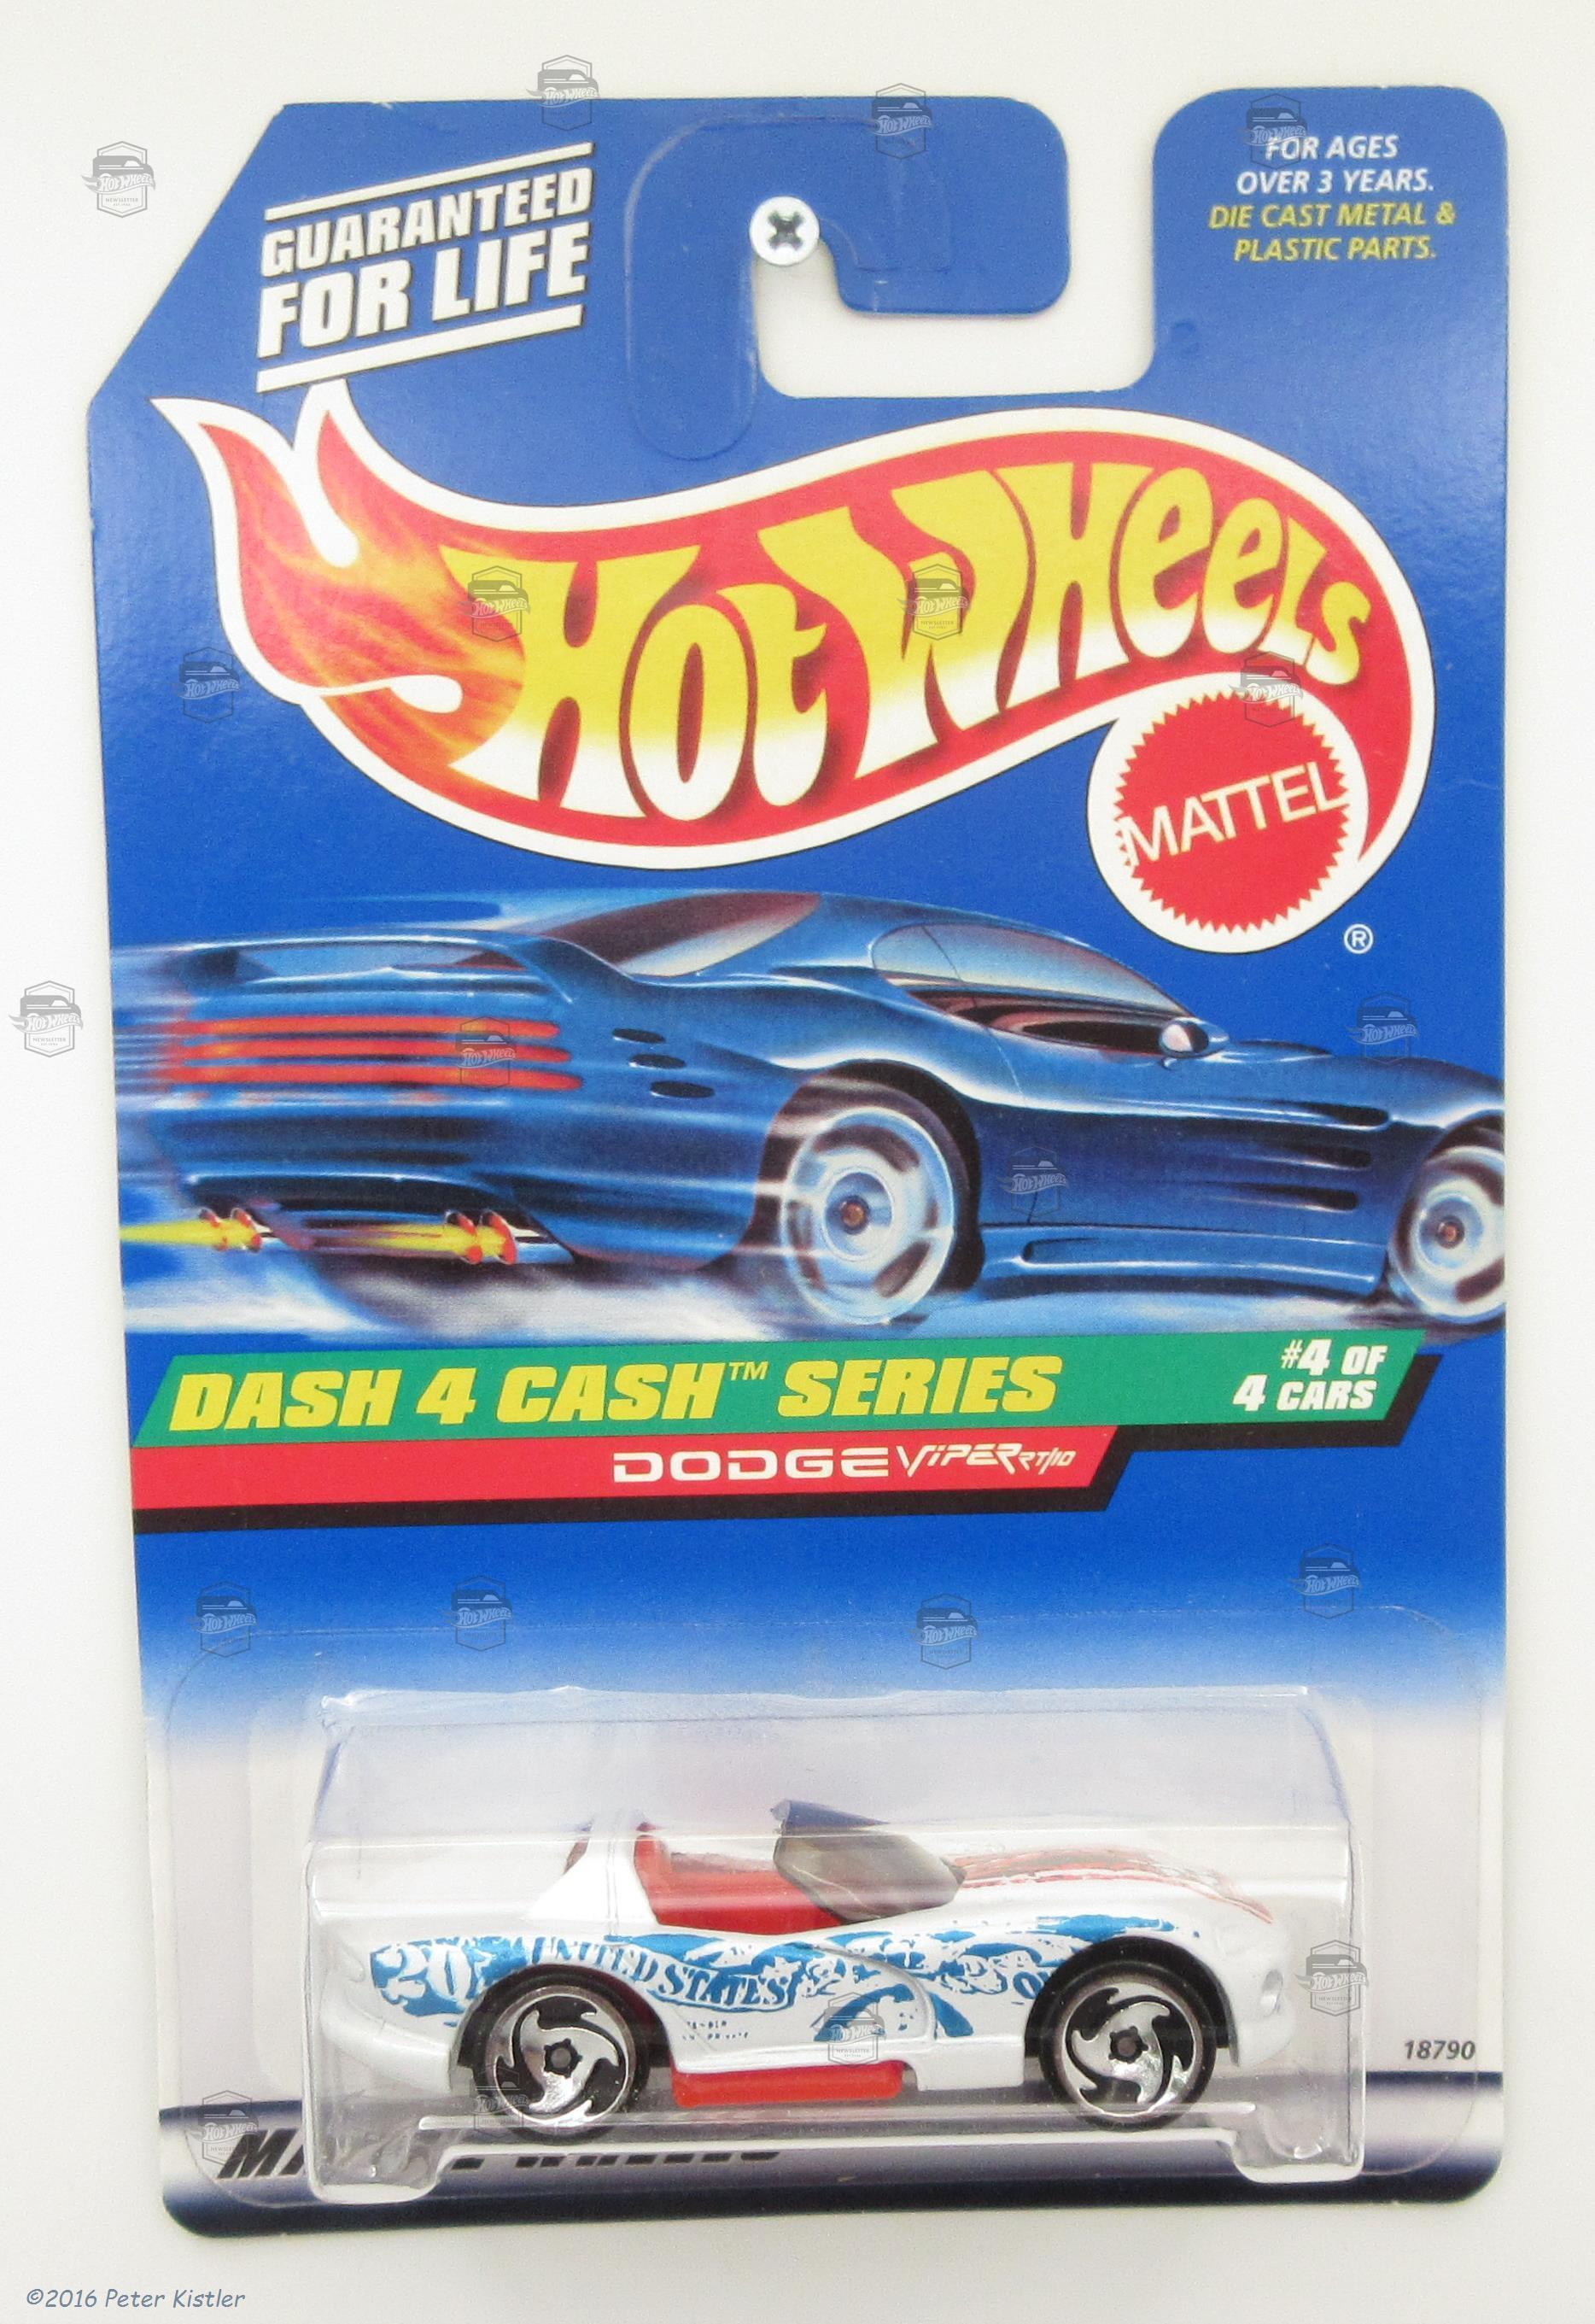 GUARANTEED
FOR LIFE
FOR AGES
OVER 3 YEARS.
DIE CAST METAL &
PLASTIC PARTS.
HOT WHEELS
MATTEL
®
DASH 4 CASH™ SERIES
#4 OF
4 CARS
DODGE VIPER RT/10
20
UNITED STATES
18790
©2016 Peter Kistler